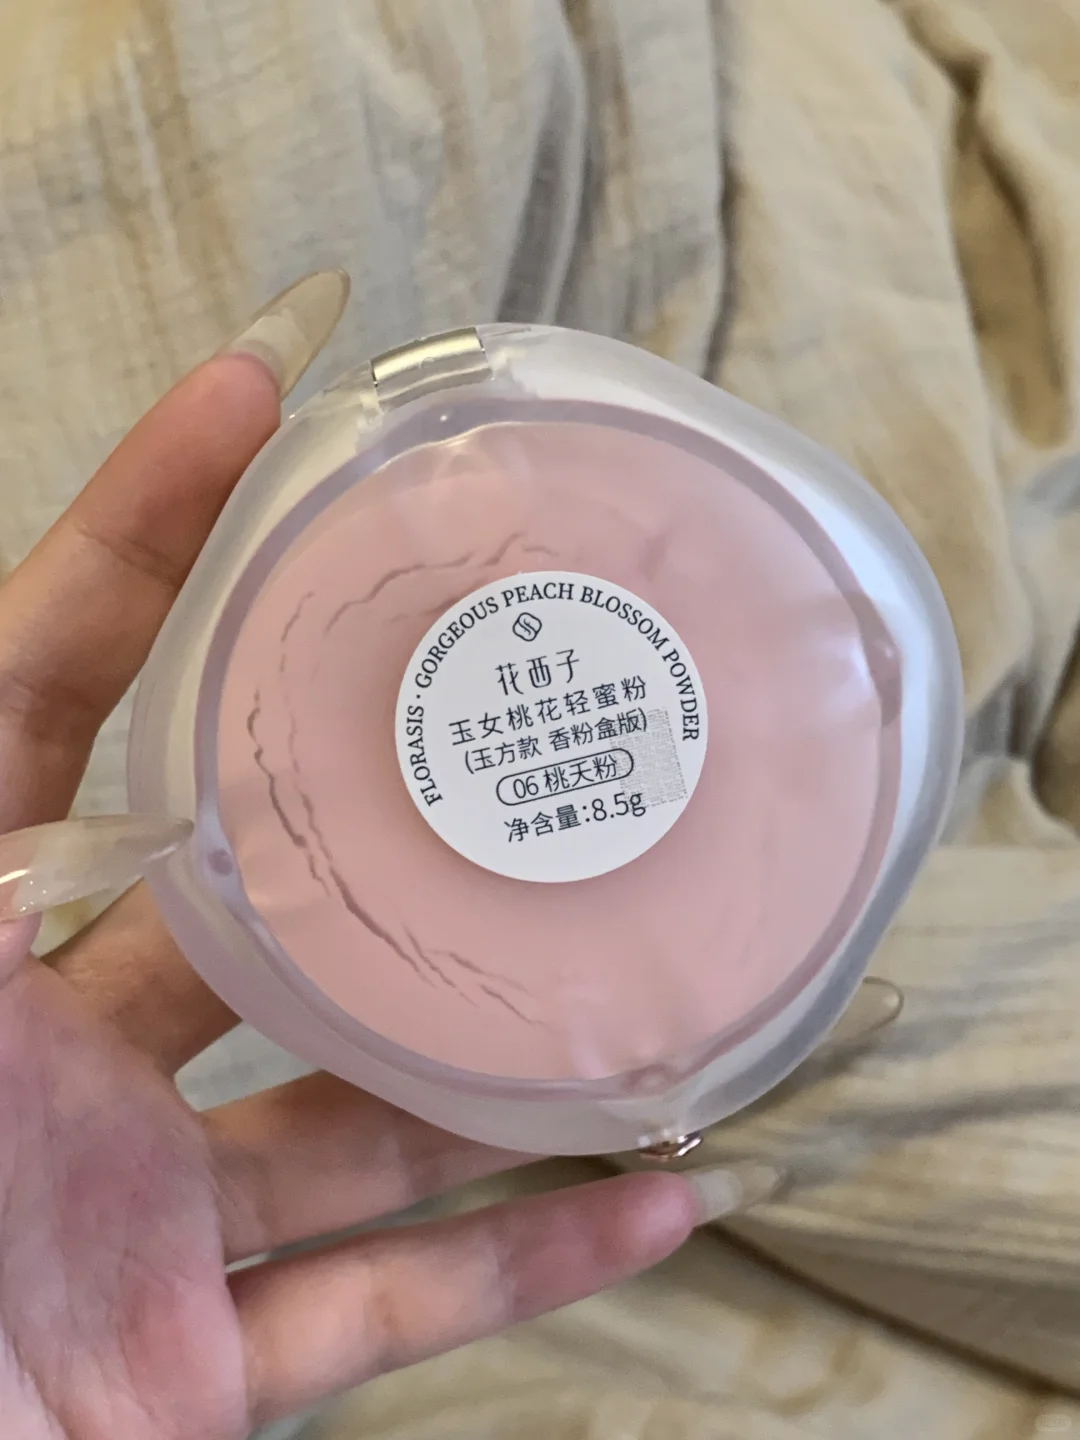 FLORASIS · GORGEOUS PEACH BLOSSOM POWDER
花西子
玉女桃花轻蜜粉
(玉方款 香粉盒版)
06 桃夭粉
净含量:8.5g